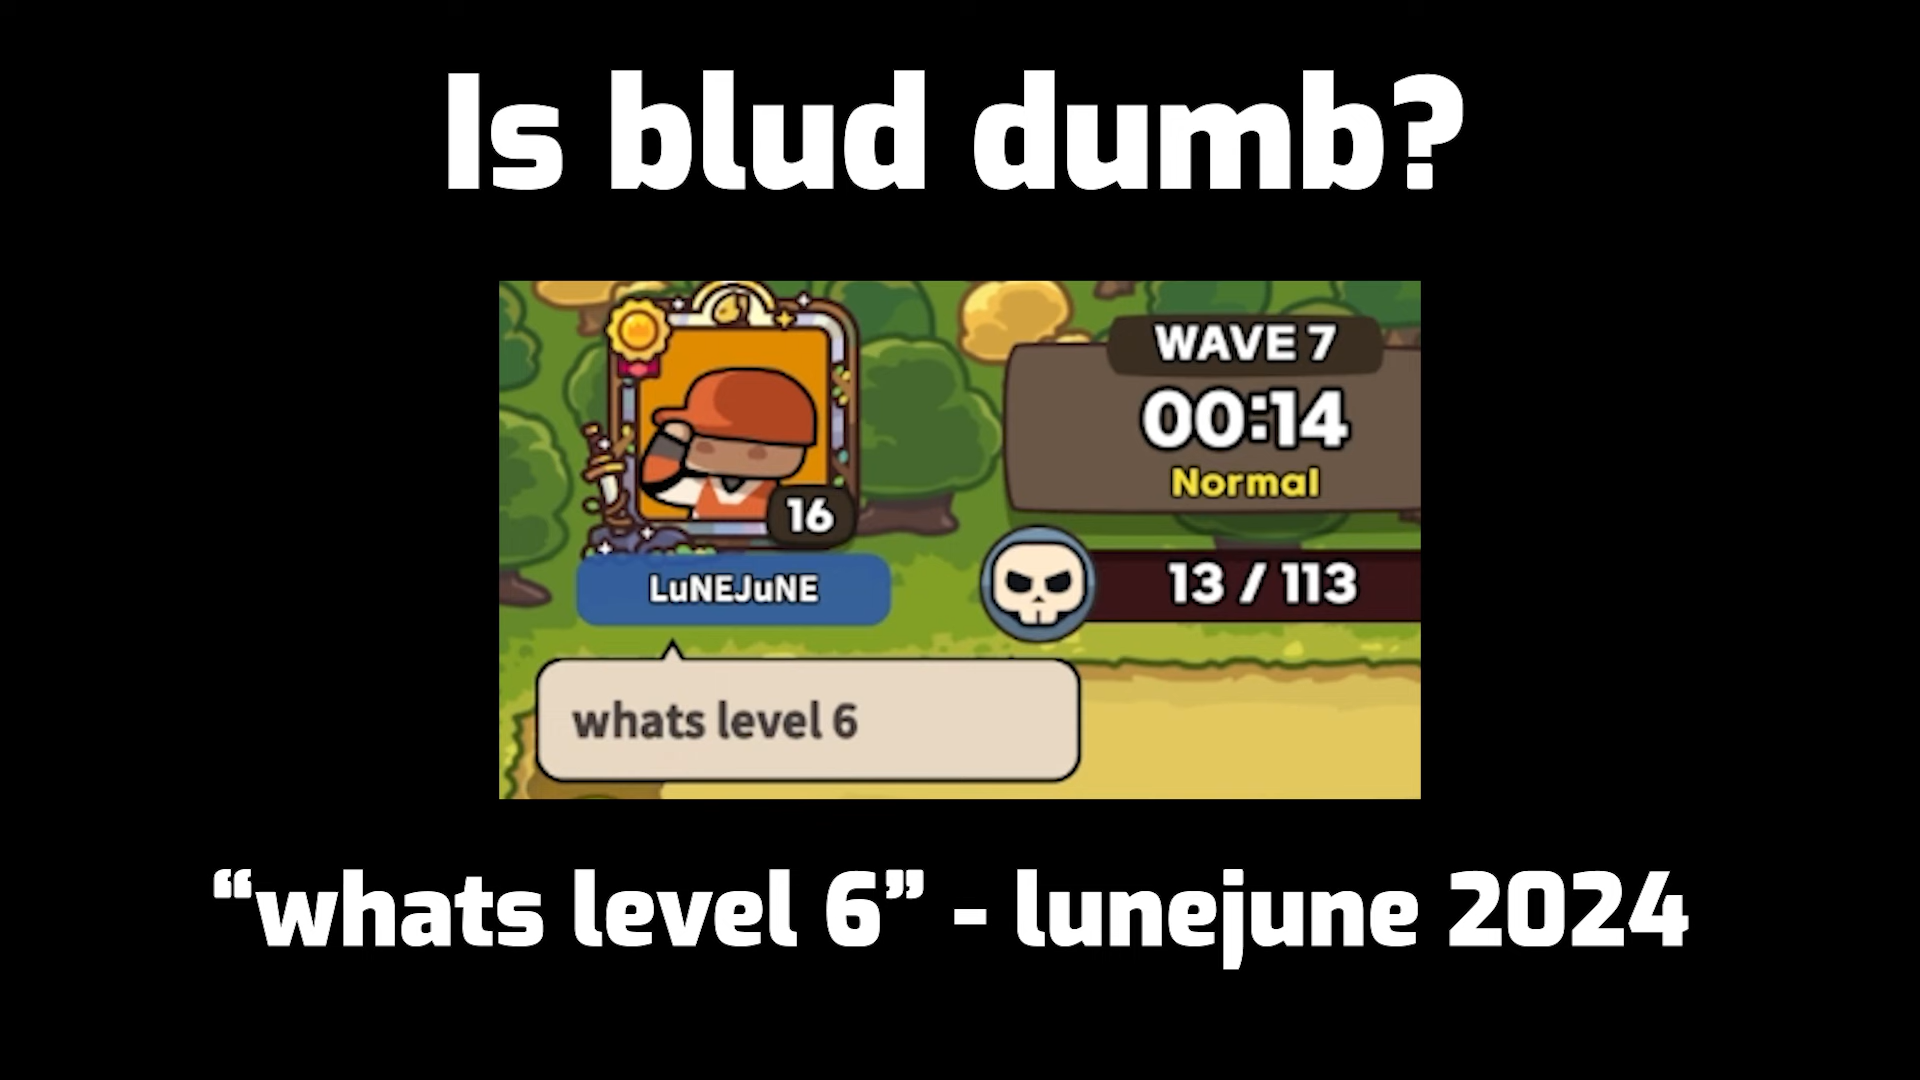 Is blud dumb?
WAVE 7
00:14
Normal
16
LuNEJuNE
13 / 113
whats level 6
“whats level 6” - lunejune 2024